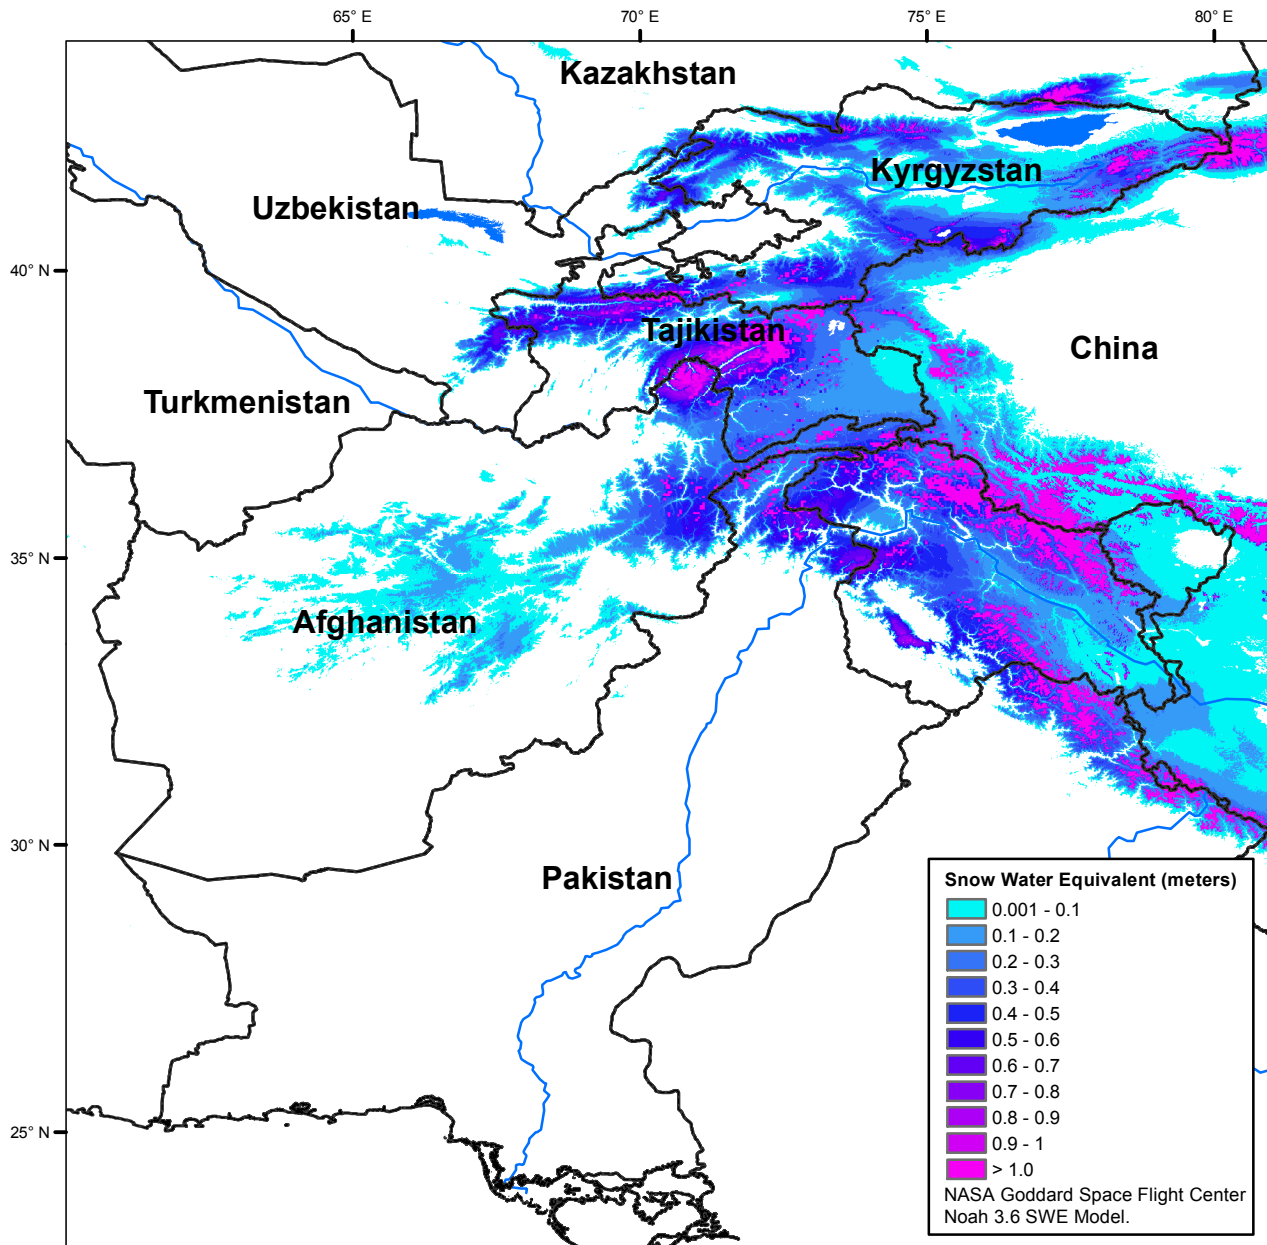 65° E
70° E
75° E
80° E
Kazakhstan
Kyrgyzstan
Uzbekistan
40° N
Tajikistan
China
Turkmenistan
35° N
Afghanistan
30° N
Pakistan
25° N
Snow Water Equivalent (meters)
0.001 - 0.1
0.1 - 0.2
0.2 - 0.3
0.3 - 0.4
0.4 - 0.5
0.5 - 0.6
0.6 - 0.7
0.7 - 0.8
0.8 - 0.9
0.9 - 1
> 1.0
NASA Goddard Space Flight Center
Noah 3.6 SWE Model.